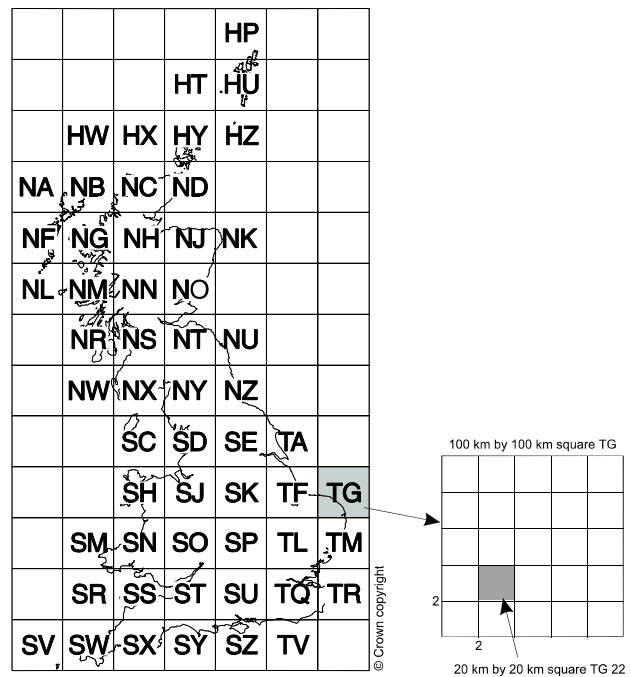 HP
HT HU
HW HX HY HZ
NA NB NC ND
NF NG NH NJ NK
NL NM NN NO
NR NS NT NU
NW NX NY NZ
SC SD SE TA
SH SJ SK TF TG
SM SN SO SP TL TM
SR SS ST SU TQ TR
SV SW SX SY SZ TV
© Crown copyright
100 km by 100 km square TG
2
2
20 km by 20 km square TG 22